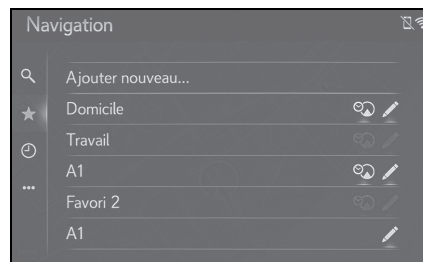 Navigation
Ajouter nouveau...
Domicile
Travail
A1
Favori 2
A1